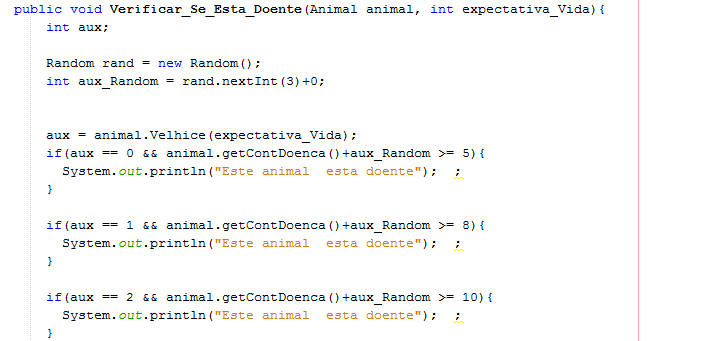 public void Verificar_Se_Esta_Doente(Animal animal, int expectativa_Vida){
int aux;
Random rand = new Random();
int aux_Random = rand.nextInt(3)+0;
aux = animal.Velhice(expectativa_Vida);
if(aux == 0 && animal.getContDoenca()+aux_Random >= 5){
System.out.println("Este animal  esta doente");  ;
}
if(aux == 1 && animal.getContDoenca()+aux_Random >= 8){
System.out.println("Este animal  esta doente");  ;
}
if(aux == 2 && animal.getContDoenca()+aux_Random >= 10){
System.out.println("Este animal  esta doente");  ;
}